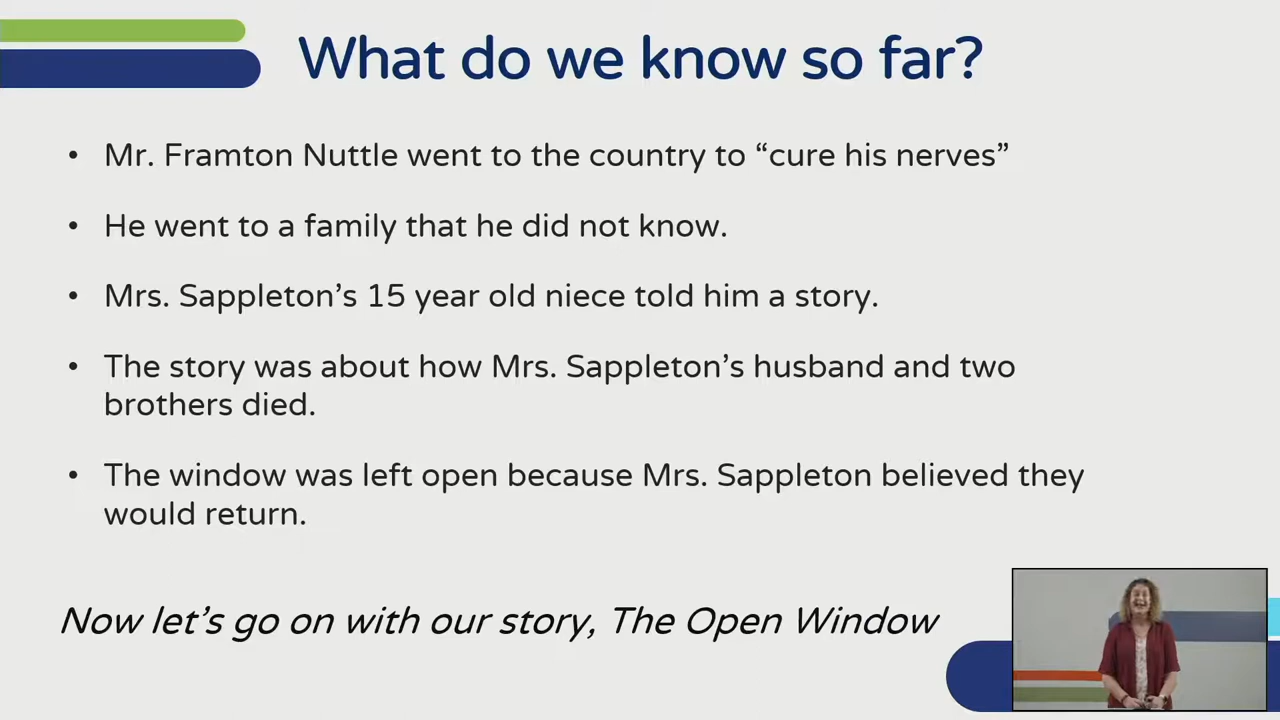 What do we know so far?
• Mr. Framton Nuttle went to the country to “cure his nerves”
• He went to a family that he did not know.
• Mrs. Sappleton’s 15 year old niece told him a story.
• The story was about how Mrs. Sappleton’s husband and two
brothers died.
• The window was left open because Mrs. Sappleton believed they
would return.
Now let’s go on with our story, The Open Window